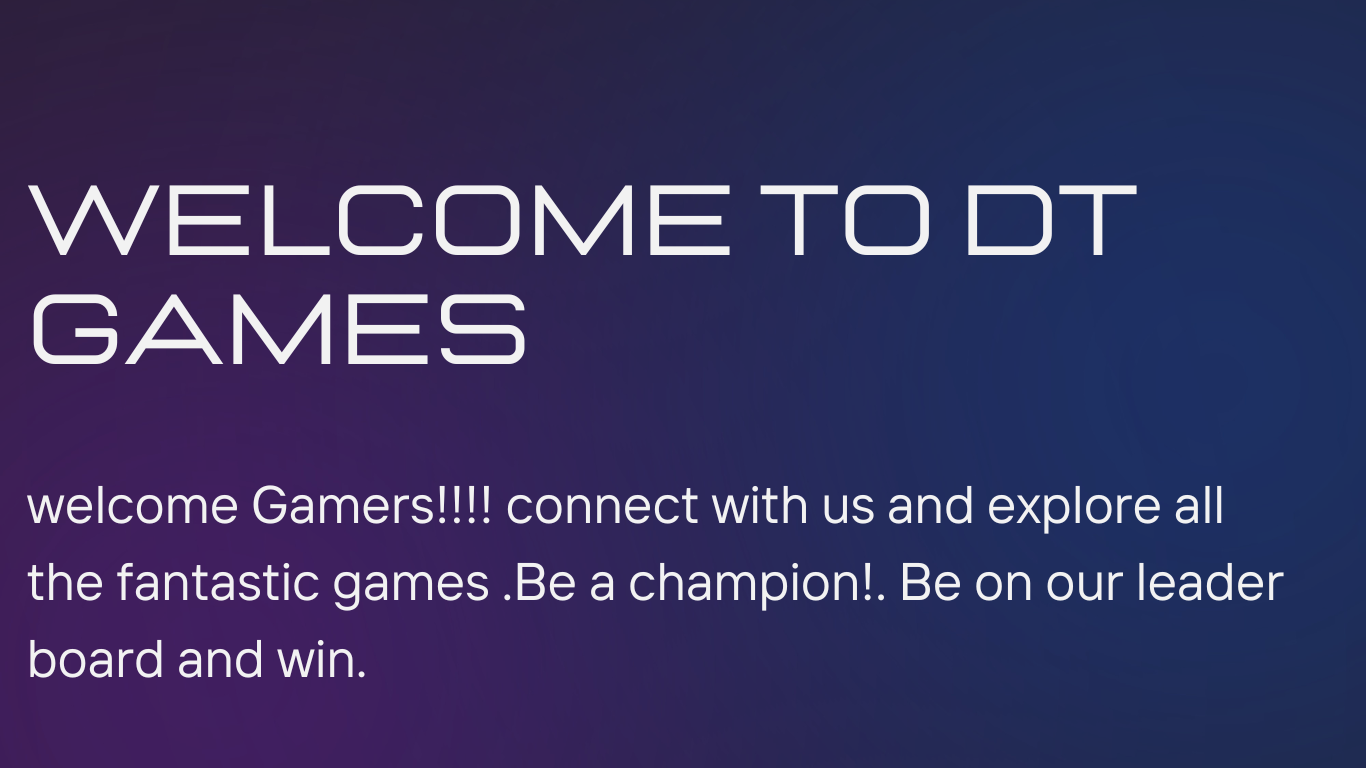 WELCOME TO DT
GAMES
welcome Gamers!!!! connect with us and explore all
the fantastic games .Be a champion!. Be on our leader
board and win.